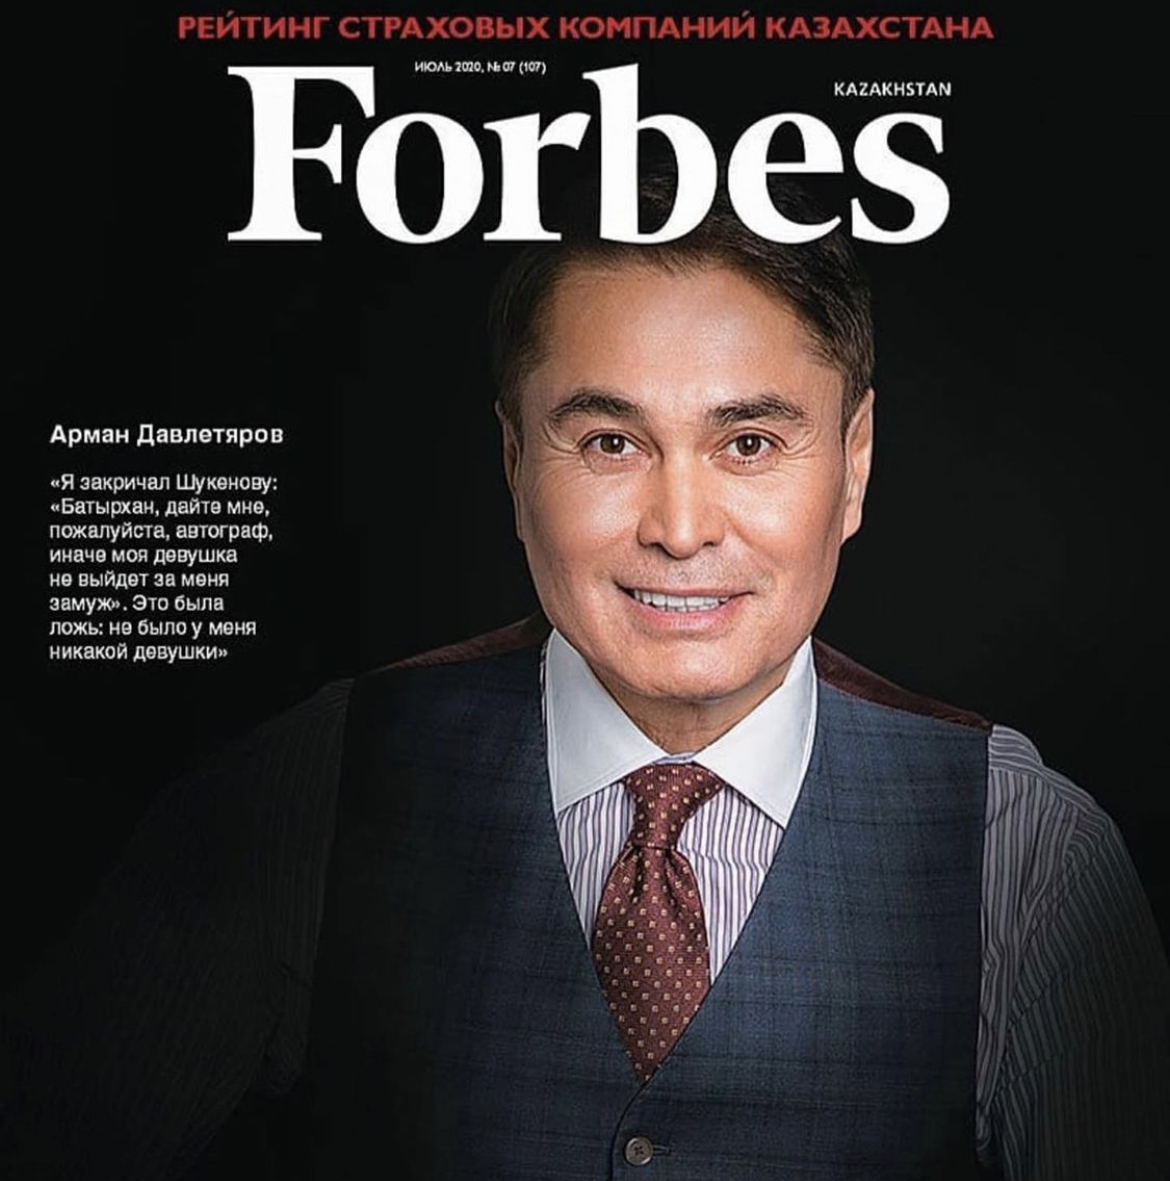 РЕЙТИНГ СТРАХОВЫХ КОМПАНИЙ КАЗАХСТАНА
ИЮЛЬ 2020, № 07 (107)
KAZAKHSTAN
Forbes
Арман Давлетяров
«Я закричал Шукенову:
«Батырхан, дайте мне,
пожалуйста, автограф,
иначе моя девушка
не выйдет за меня
замуж». Это была
ложь: не было у меня
никакой девушки»